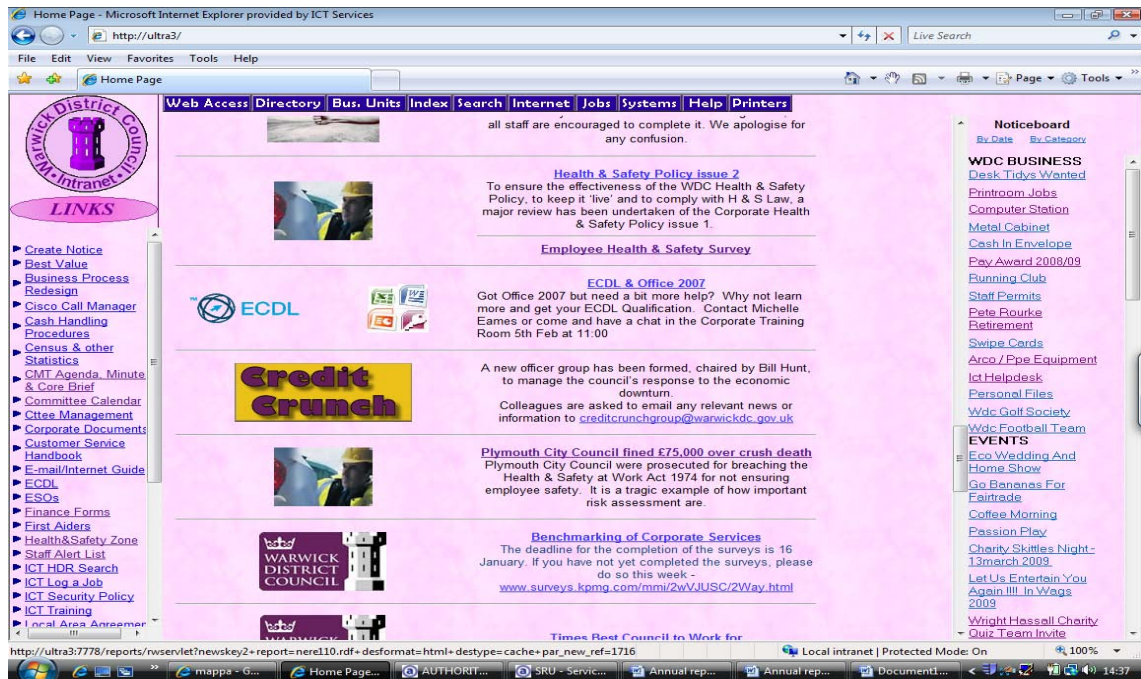 Home Page - Microsoft Internet Explorer provided by ICT Services
http://ultra3/
Live Search
File Edit View Favorites Tools Help
Home Page
Page Tools
Warwick District Council
Intranet
LINKS
Create Notice
Best Value
Business Process
Redesign
Cisco Call Manager
Cash Handling
Procedures
Census & other
Statistics
CMT Agenda, Minute
& Core Brief
Committee Calendar
Cttee Management
Corporate Documents
Customer Service
Handbook
E-mail/Internet Guide
ECDL
ESOs
Finance Forms
First Aiders
Health&Safety Zone
Staff Alert List
ICT HDR Search
ICT Log a Job
ICT Security Policy
ICT Training
Local Area Agreemer
Web Access Directory Bus. Units Index Search Internet Jobs Systems Help Printers
all staff are encouraged to complete it. We apologise for
any confusion.
Health & Safety Policy issue 2
To ensure the effectiveness of the WDC Health & Safety
Policy, to keep it 'live' and to comply with H & S Law, a
major review has been undertaken of the Corporate Health
& Safety Policy issue 1.
Employee Health & Safety Survey
ECDL
ECDL & Office 2007
Got Office 2007 but need a bit more help? Why not learn
more and get your ECDL Qualification. Contact Michelle
Eames or come and have a chat in the Corporate Training
Room 5th Feb at 11:00
Credit
Crunch
A new officer group has been formed, chaired by Bill Hunt,
to manage the council's response to the economic
downturn.
Colleagues are asked to email any relevant news or
information to creditcrunchgroup@warwickdc.gov.uk
Plymouth City Council fined £75,000 over crush death
Plymouth City Council were prosecuted for breaching the
Health & Safety at Work Act 1974 for not ensuring
employee safety. It is a tragic example of how important
risk assessment are.
WARWICK
DISTRICT
COUNCIL
Benchmarking of Corporate Services
The deadline for the completion of the surveys is 16
January. If you have not yet completed the surveys, please
do so this week -
www.surveys.kpmg.com/mmi/2wVJUSC/2Way.html
Times Best Council to Work for
Noticeboard
By Date By Category
WDC BUSINESS
Desk Tidys Wanted
Printroom Jobs
Computer Station
Metal Cabinet
Cash In Envelope
Pay Award 2008/09
Running Club
Staff Permits
Pete Rourke
Retirement
Swipe Cards
Arco / Ppe Equipment
Ict Helpdesk
Personal Files
Wdc Golf Society
Wdc Football Team
EVENTS
Eco Wedding And
Home Show
Go Bananas For
Fairtrade
Coffee Morning
Passion Play
Charity Skittles Night -
13march 2009
Let Us Entertain You
Again !!!! In Wags
2009
Wright Hassall Charity
Quiz Team Invite
http://ultra3:7778/reports/rwservlet?newskey2+report=nere110.rdf+desformat=html+destype=cache+par_new_ref=1716
Local intranet | Protected Mode: On
100%
mappa - G...
Home Page...
AUTHORIT...
SRU - Servic...
Annual rep...
Annual rep...
Document1...
14:37